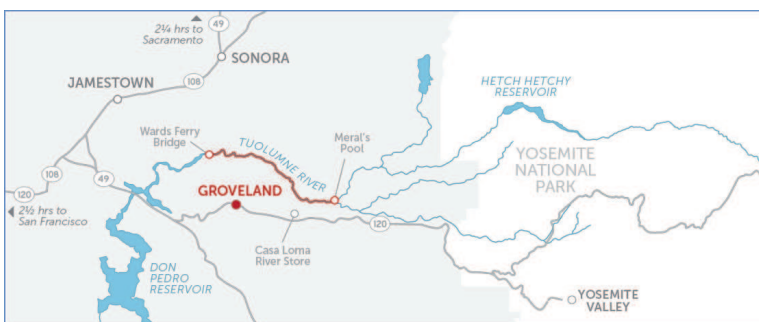 2¼ hrs to
Sacramento
49
SONORA
108
JAMESTOWN
HETCH HETCHY
RESERVOIR
Wards Ferry
Bridge
TUOLUMNE RIVER
Meral's
Pool
YOSEMITE
NATIONAL
PARK
108
49
120
2½ hrs to
San Francisco
GROVELAND
120
Casa Loma
River Store
DON
PEDRO
RESERVOIR
YOSEMITE
VALLEY